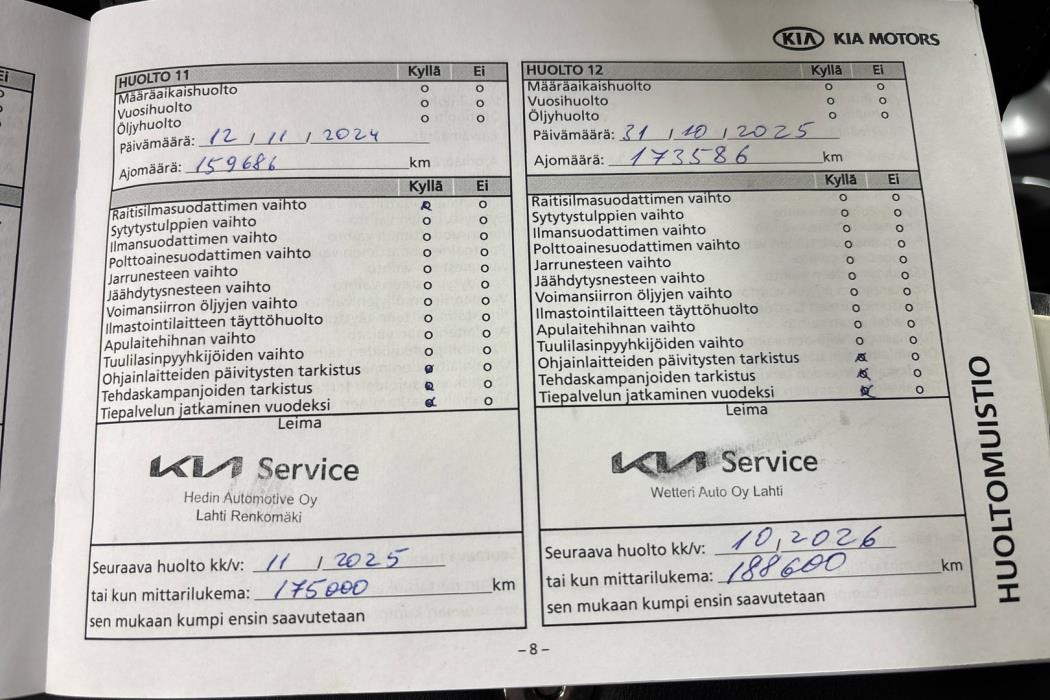 KIA KIA MOTORS
HUOLTO 11 Kyllä Ei
Määräaikaishuolto o o
Vuosihuolto o o
Öljyhuolto o o
Päivämäärä: 12 / 11 / 2024
Ajomäärä: 159686 km
Kyllä Ei
Raitisilmasuodattimen vaihto o
Sytytystulppien vaihto o o
Ilmansuodattimen vaihto o o
Polttoainesuodattimen vaihto o o
Jarrunesteen vaihto o o
Jäähdytysnesteen vaihto o o
Voimansiirron öljyjen vaihto o o
Ilmastointilaitteen täyttöhuolto o o
Apulaitehihnan vaihto o o
Tuulilasinpyyhkijöiden vaihto o o
Ohjainlaitteiden päivitysten tarkistus o
Tehdaskampanjoiden tarkistus o
Tiepalvelun jatkaminen vuodeksi o
Leima
KIA Service
Hedin Automotive Oy
Lahti Renkomäki
Seuraava huolto kk/v: 11 / 2025
tai kun mittarilukema: 175000 km
sen mukaan kumpi ensin saavutetaan
HUOLTO 12 Kyllä Ei
Määräaikaishuolto o o
Vuosihuolto o o
Öljyhuolto o o
Päivämäärä: 31 / 10 / 2025
Ajomäärä: 173586 km
Kyllä Ei
Raitisilmasuodattimen vaihto o o
Sytytystulppien vaihto o o
Ilmansuodattimen vaihto o o
Polttoainesuodattimen vaihto o o
Jarrunesteen vaihto o o
Jäähdytysnesteen vaihto o o
Voimansiirron öljyjen vaihto o o
Ilmastointilaitteen täyttöhuolto o o
Apulaitehihnan vaihto o o
Tuulilasinpyyhkijöiden vaihto o o
Ohjainlaitteiden päivitysten tarkistus o
Tehdaskampanjoiden tarkistus o
Tiepalvelun jatkaminen vuodeksi o
Leima
KIA Service
Wetteri Auto Oy Lahti
Seuraava huolto kk/v: 10, 2026
tai kun mittarilukema: 188600 km
sen mukaan kumpi ensin saavutetaan
HUOLTOMUISTIO
– 8 –
Ei